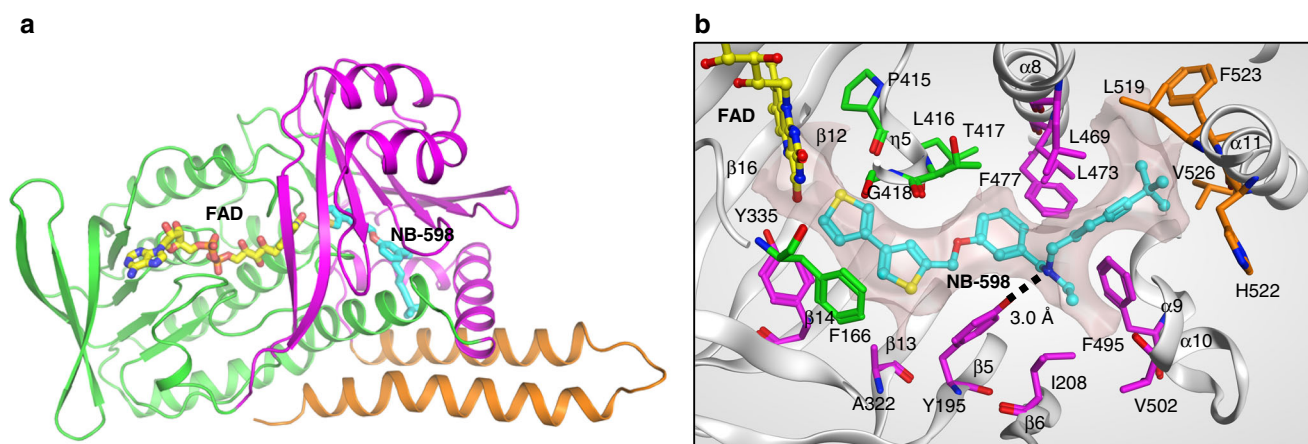 a
FAD
NB-598
b
FAD
β12
β16
P415
η5
L416
T417
G418
F477
α8
L469
L473
L519
F523
α11
V526
H522
Y335
β14
F166
NB-598
3.0 Å
β13
A322
Y195
β5
I208
β6
F495
α9
α10
V502